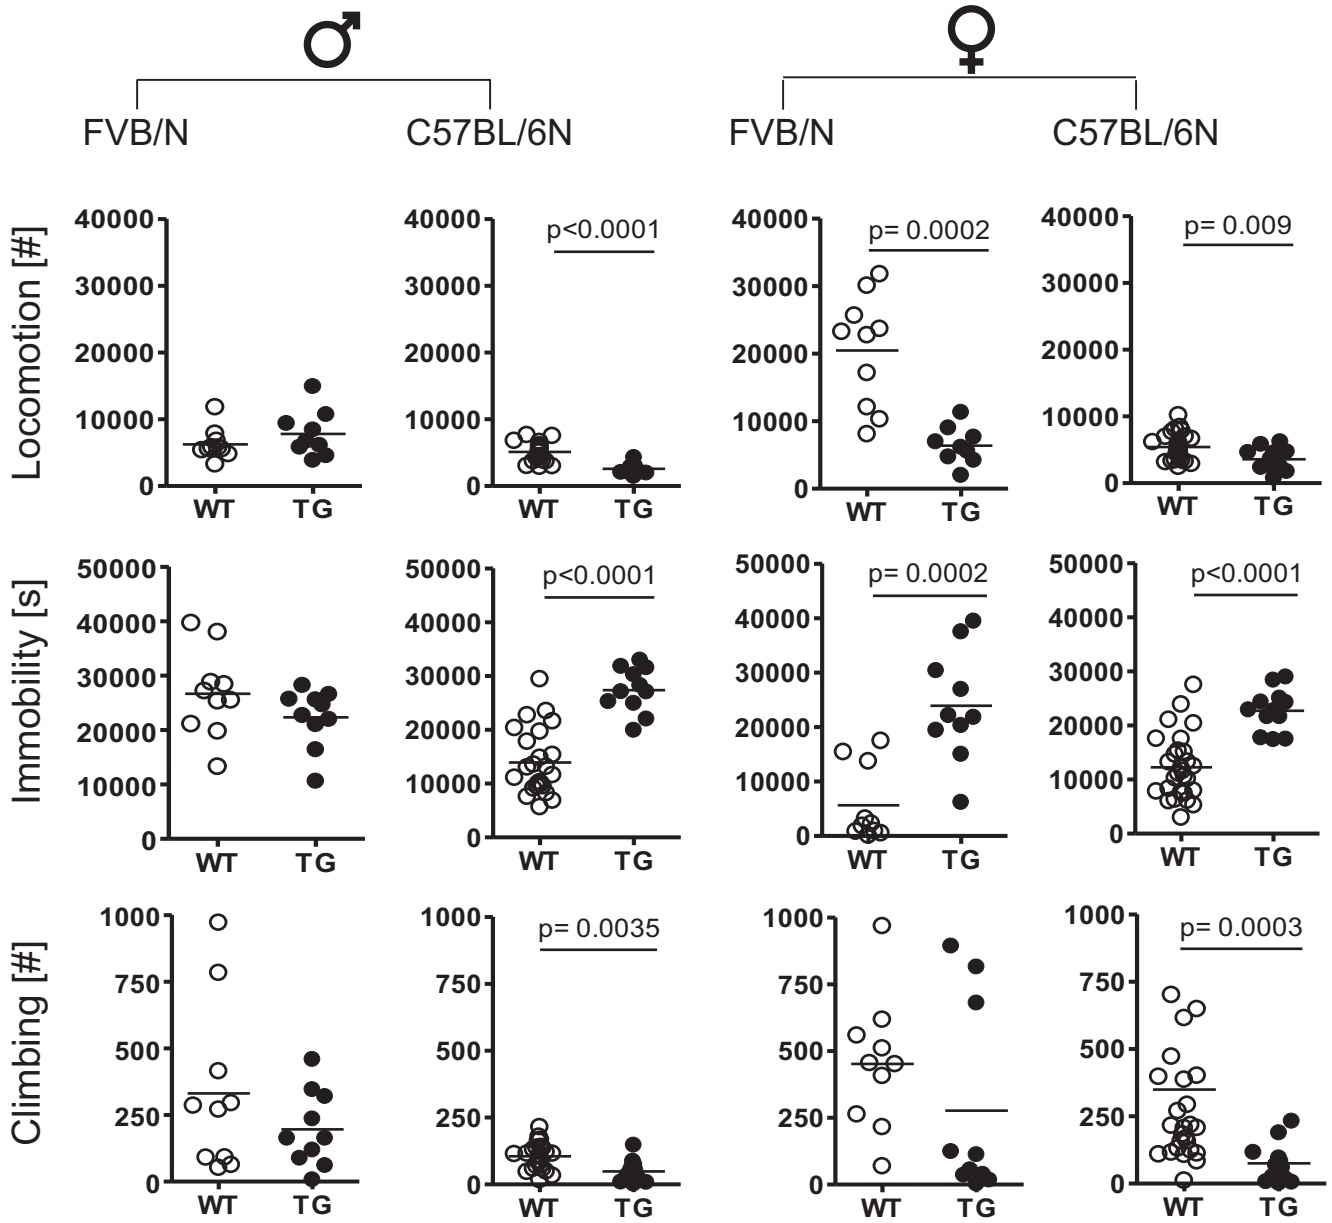 ♂ ♀
FVB/N C57BL/6N FVB/N C57BL/6N
Locomotion [#]
40000
30000
20000
10000
0
WT TG
40000
30000
20000
10000
0
p<0.0001
WT TG
40000
30000
20000
10000
0
p= 0.0002
WT TG
40000
30000
20000
10000
0
p= 0.009
WT TG
Immobility [s]
50000
40000
30000
20000
10000
0
WT TG
50000
40000
30000
20000
10000
0
p<0.0001
WT TG
50000
40000
30000
20000
10000
0
p= 0.0002
WT TG
50000
40000
30000
20000
10000
0
p<0.0001
WT TG
Climbing [#]
1000
750
500
250
0
WT TG
1000
750
500
250
0
p= 0.0035
WT TG
1000
750
500
250
0
WT TG
1000
750
500
250
0
p= 0.0003
WT TG